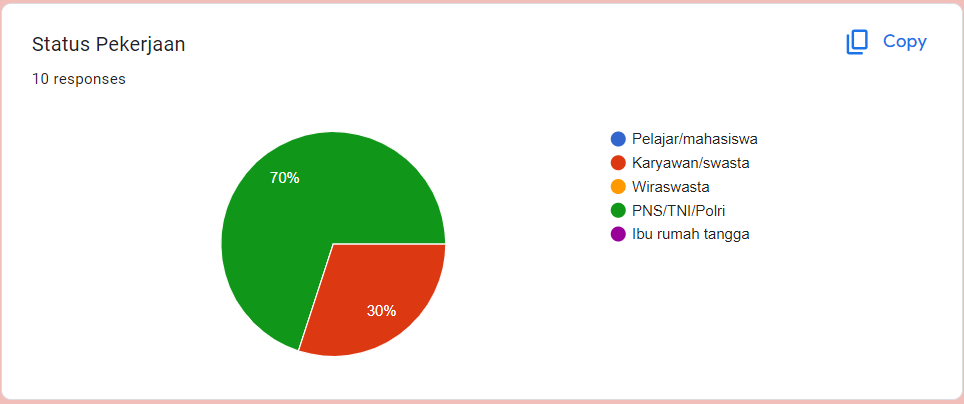 Status Pekerjaan
Copy
10 responses
70%
30%
Pelajar/mahasiswa
Karyawan/swasta
Wiraswasta
PNS/TNI/Polri
Ibu rumah tangga